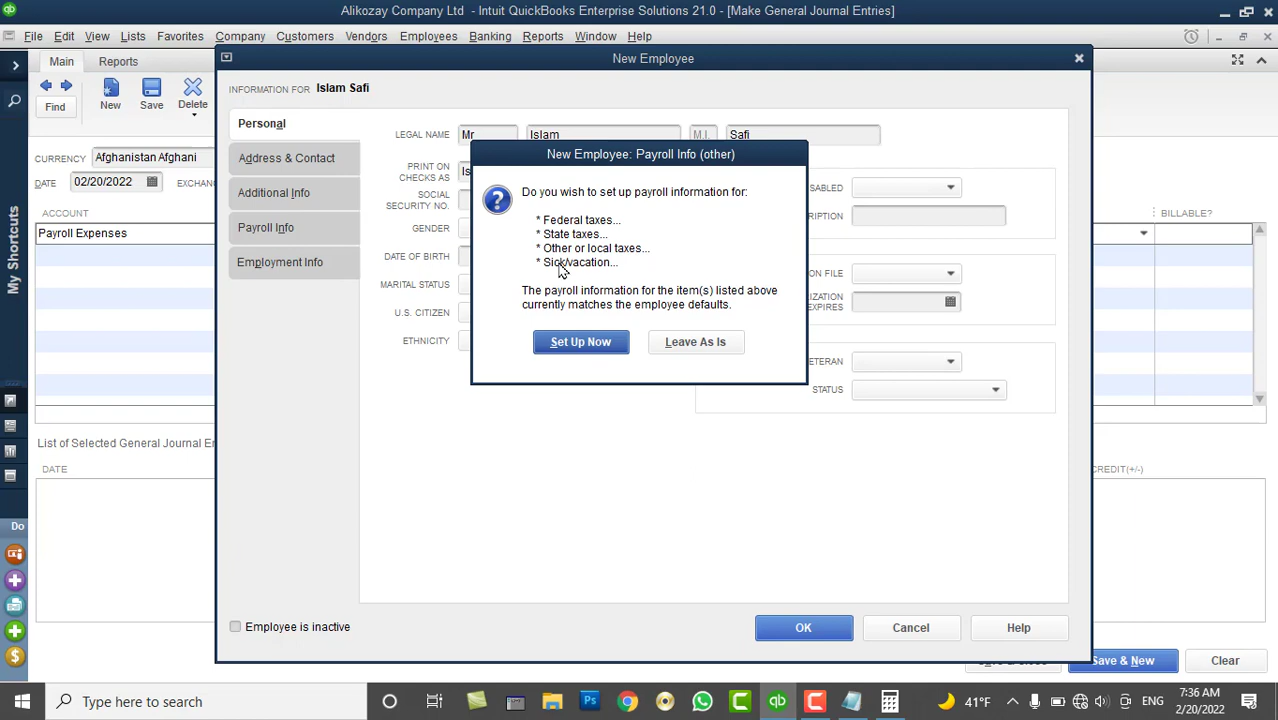 Alikozay Company Ltd - Intuit QuickBooks Enterprise Solutions 21.0 - [Make General Journal Entries]
File Edit View Lists Favorites Company Customers Vendors Employees Banking Reports Window Help
Main Reports
New Employee
Find
New Save Delete
INFORMATION FOR Islam Safi
Personal
Address & Contact
Additional Info
Payroll Info
Employment Info
LEGAL NAME Mr Islam M.I. Safi
PRINT ON
CHECKS AS
SOCIAL
SECURITY NO.
GENDER
DATE OF BIRTH
MARITAL STATUS
U.S. CITIZEN
ETHNICITY
New Employee: Payroll Info (other)
Do you wish to set up payroll information for:
* Federal taxes...
* State taxes...
* Other or local taxes...
* Sick/vacation...
The payroll information for the item(s) listed above
currently matches the employee defaults.
Set Up Now Leave As Is
STATUS
CURRENCY Afghanistan Afghani
DATE 02/20/2022
ACCOUNT
BILLABLE?
Payroll Expenses
My Shortcuts
Do
List of Selected General Journal
DATE
CREDIT(+/-)
Employee is inactive
OK Cancel Help
Save & New Clear
Type here to search
41°F
ENG
7:36 AM
2/20/2022